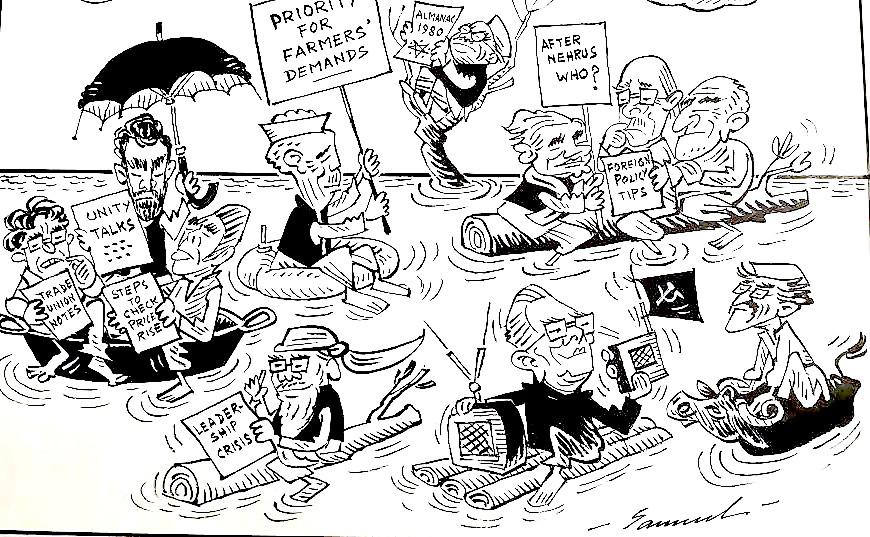 PRIORITY
FOR
FARMERS'
DEMANDS
ALMANAC
1980
AFTER
NEHRUS
WHO?
FOREIGN
POLICY
TIPS
UNITY
TALKS
TRADE
UNION
NOTES
STEPS
TO
CHECK
PRICE
RISE
LEADER-
SHIP
CRISIS
- Samuel -